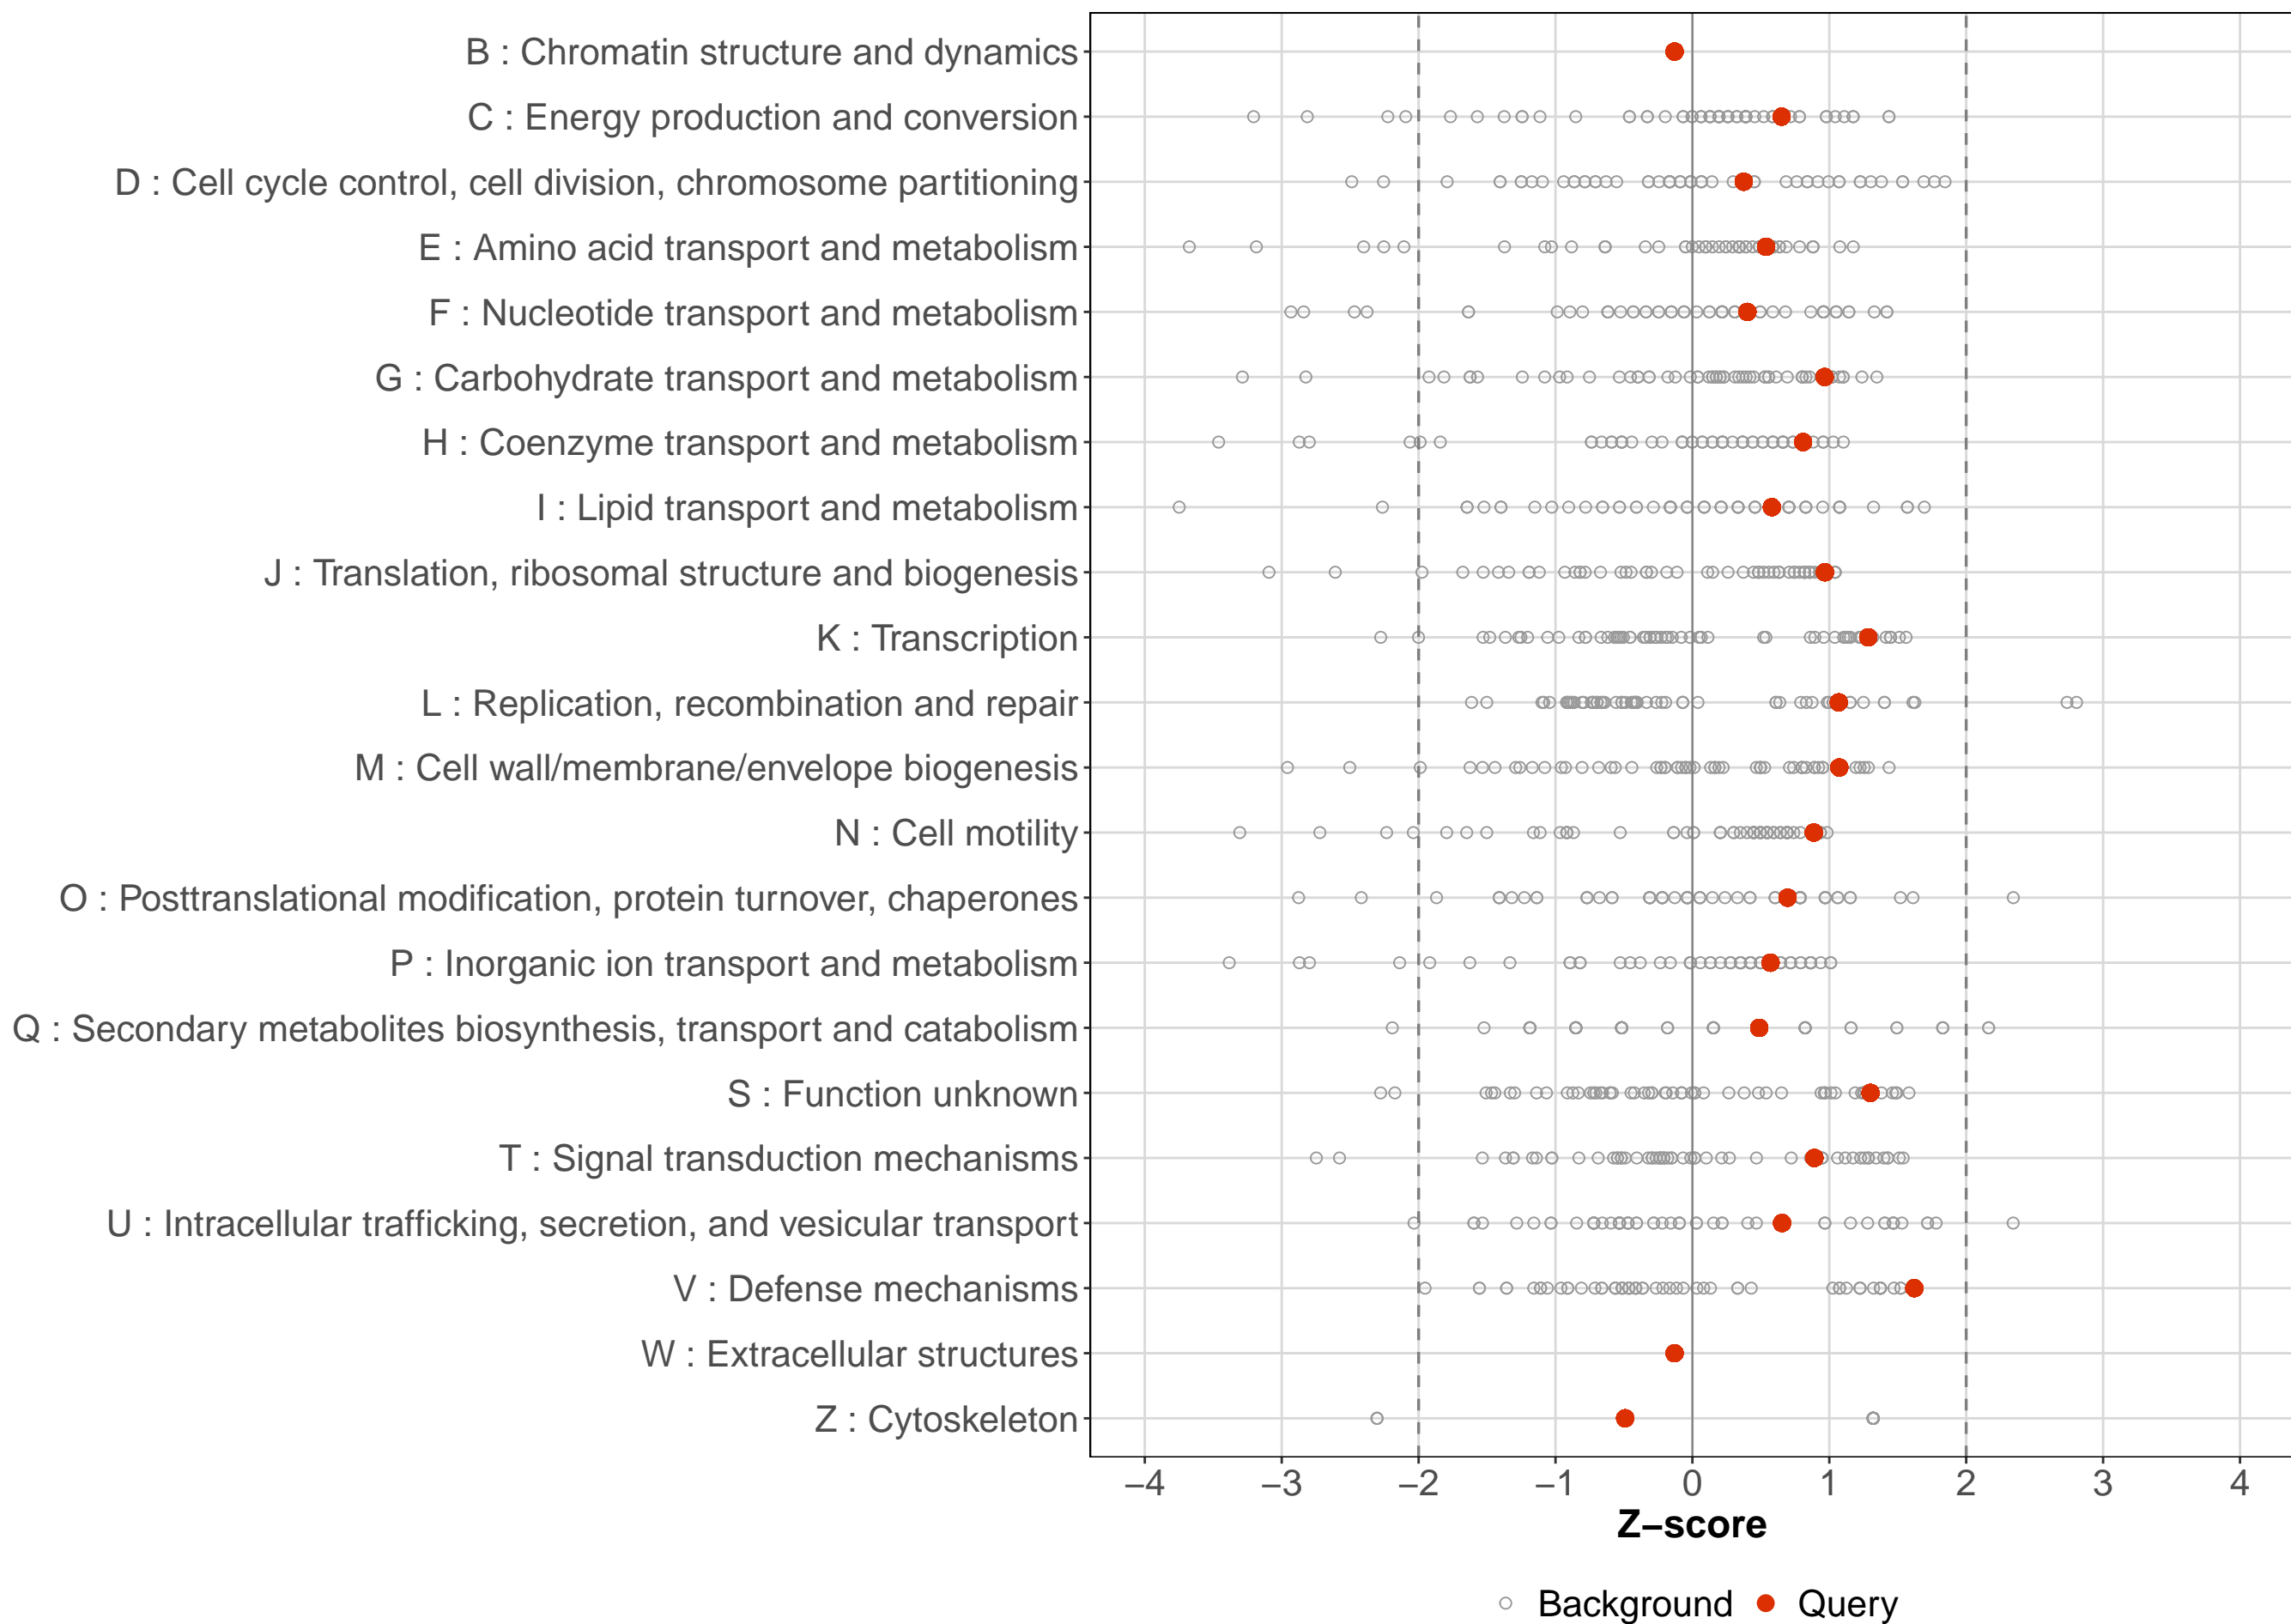 B : Chromatin structure and dynamics
C : Energy production and conversion
D : Cell cycle control, cell division, chromosome partitioning
E : Amino acid transport and metabolism
F : Nucleotide transport and metabolism
G : Carbohydrate transport and metabolism
H : Coenzyme transport and metabolism
I : Lipid transport and metabolism
J : Translation, ribosomal structure and biogenesis
K : Transcription
L : Replication, recombination and repair
M : Cell wall/membrane/envelope biogenesis
N : Cell motility
O : Posttranslational modification, protein turnover, chaperones
P : Inorganic ion transport and metabolism
Q : Secondary metabolites biosynthesis, transport and catabolism
S : Function unknown
T : Signal transduction mechanisms
U : Intracellular trafficking, secretion, and vesicular transport
V : Defense mechanisms
W : Extracellular structures
Z : Cytoskeleton
−4 −3 −2 −1 0 1 2 3 4
Z−score
Background Query